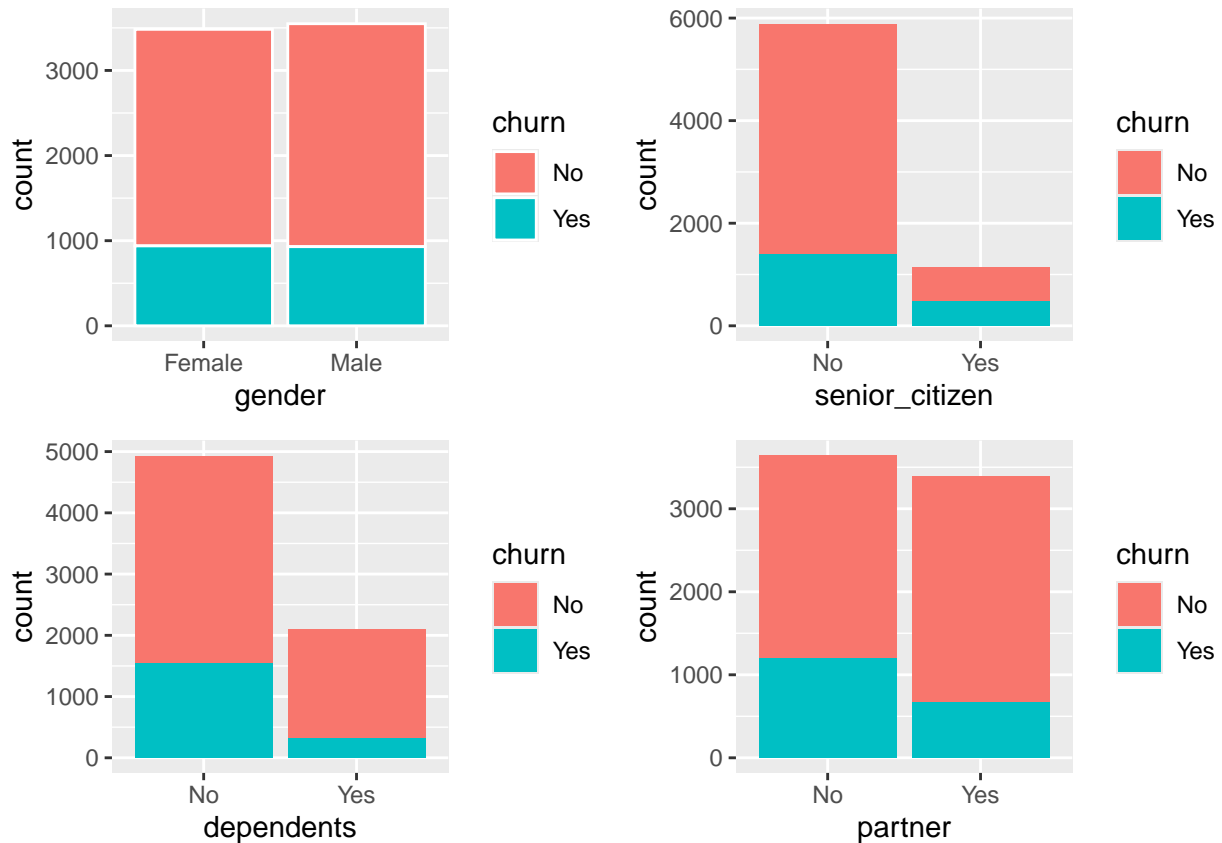 3000
2000
1000
0
count
Female
Male
gender
churn
No
Yes
6000
4000
2000
0
count
No
Yes
senior_citizen
churn
No
Yes
5000
4000
3000
2000
1000
0
count
No
Yes
dependents
churn
No
Yes
3000
2000
1000
0
count
No
Yes
partner
churn
No
Yes